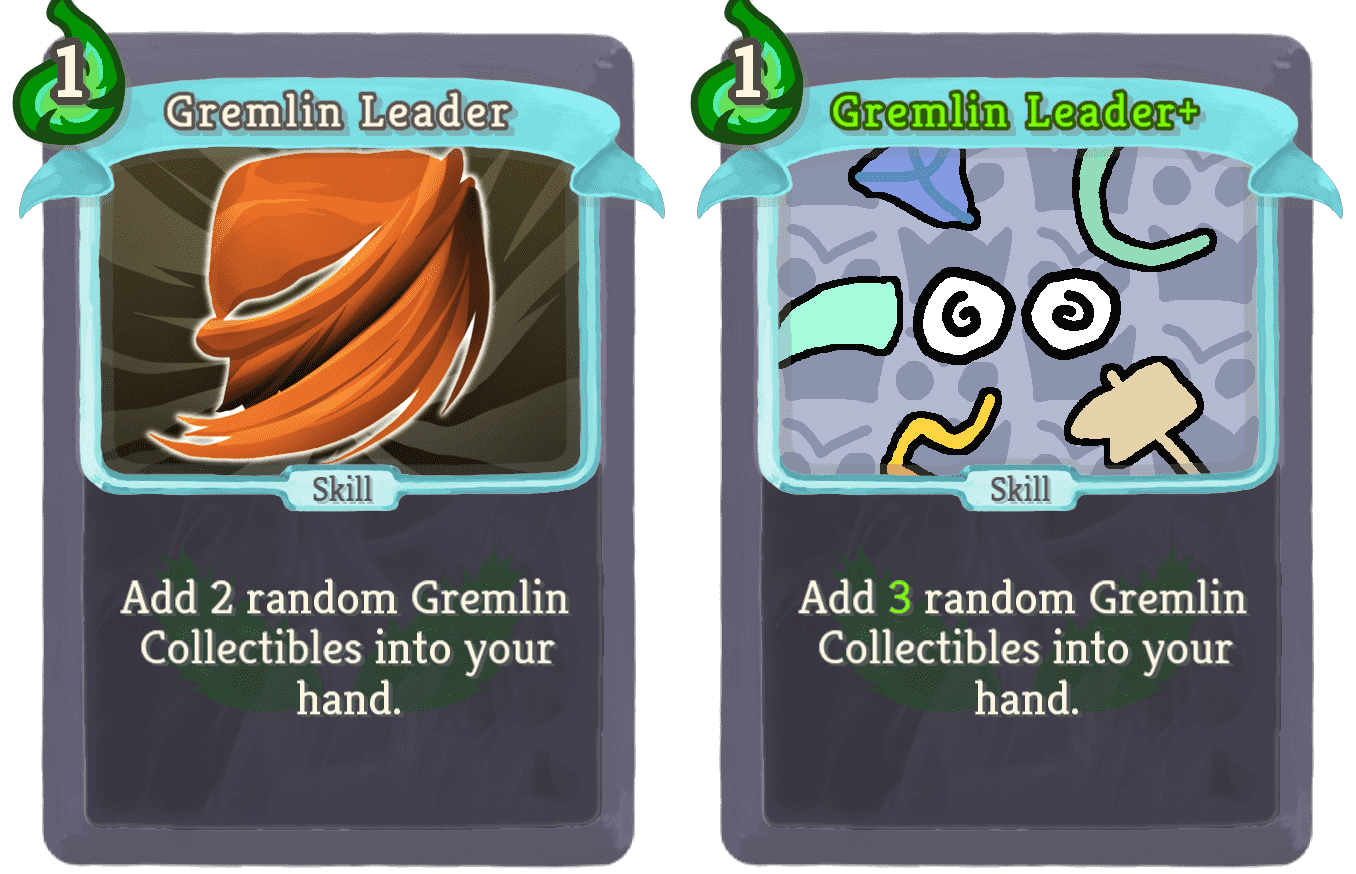 1
Gremlin Leader
Skill
Add 2 random Gremlin
Collectibles into your
hand.
1
Gremlin Leader+
Skill
Add 3 random Gremlin
Collectibles into your
hand.